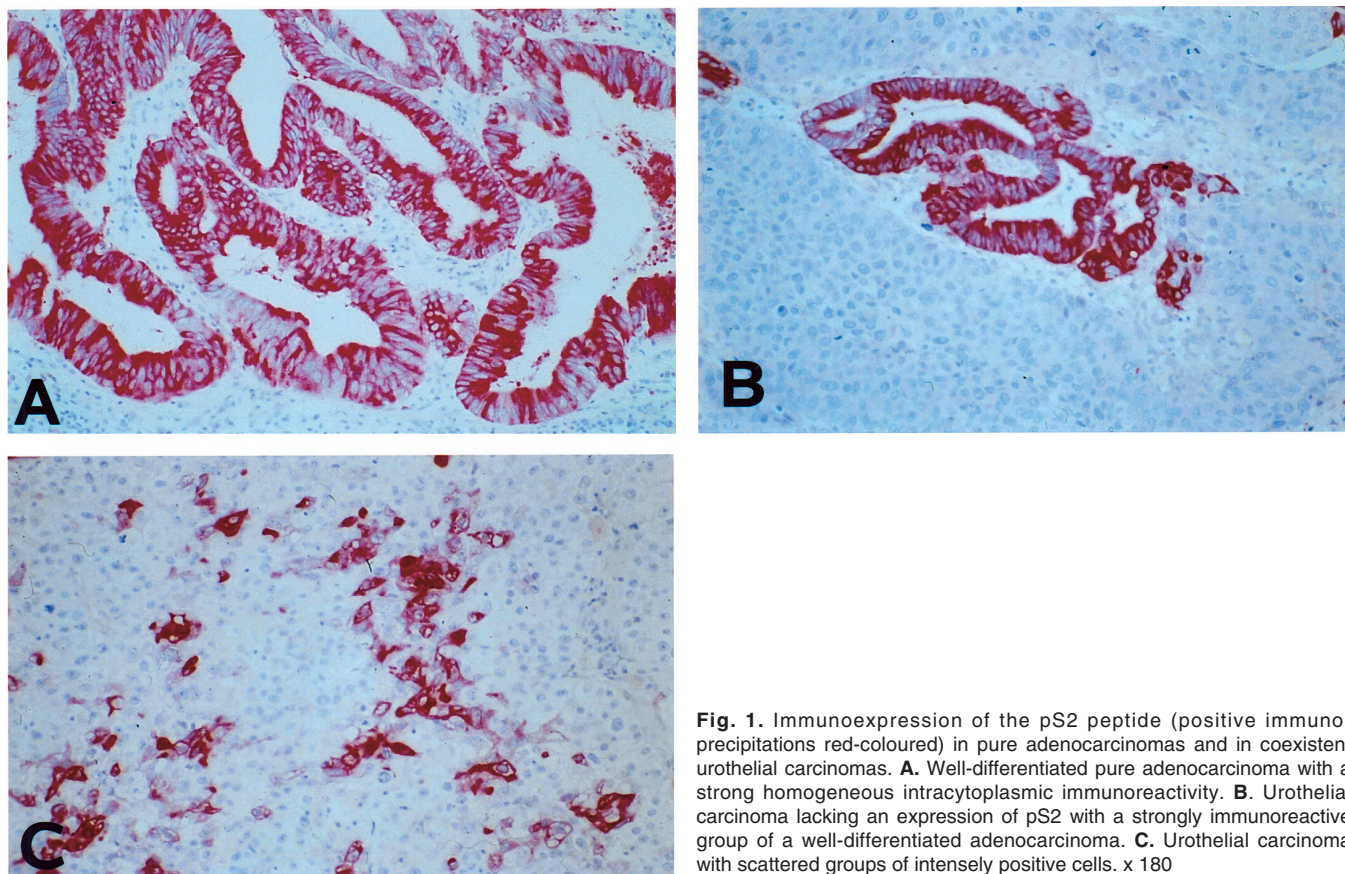 A
B
C
Fig. 1. Immunoexpression of the pS2 peptide (positive immuno
precipitations red-coloured) in pure adenocarcinomas and in coexisten
urothelial carcinomas. A. Well-differentiated pure adenocarcinoma with a
strong homogeneous intracytoplasmic immunoreactivity. B. Urothelia
carcinoma lacking an expression of pS2 with a strongly immunoreactive
group of a well-differentiated adenocarcinoma. C. Urothelial carcinoma
with scattered groups of intensely positive cells. x 180